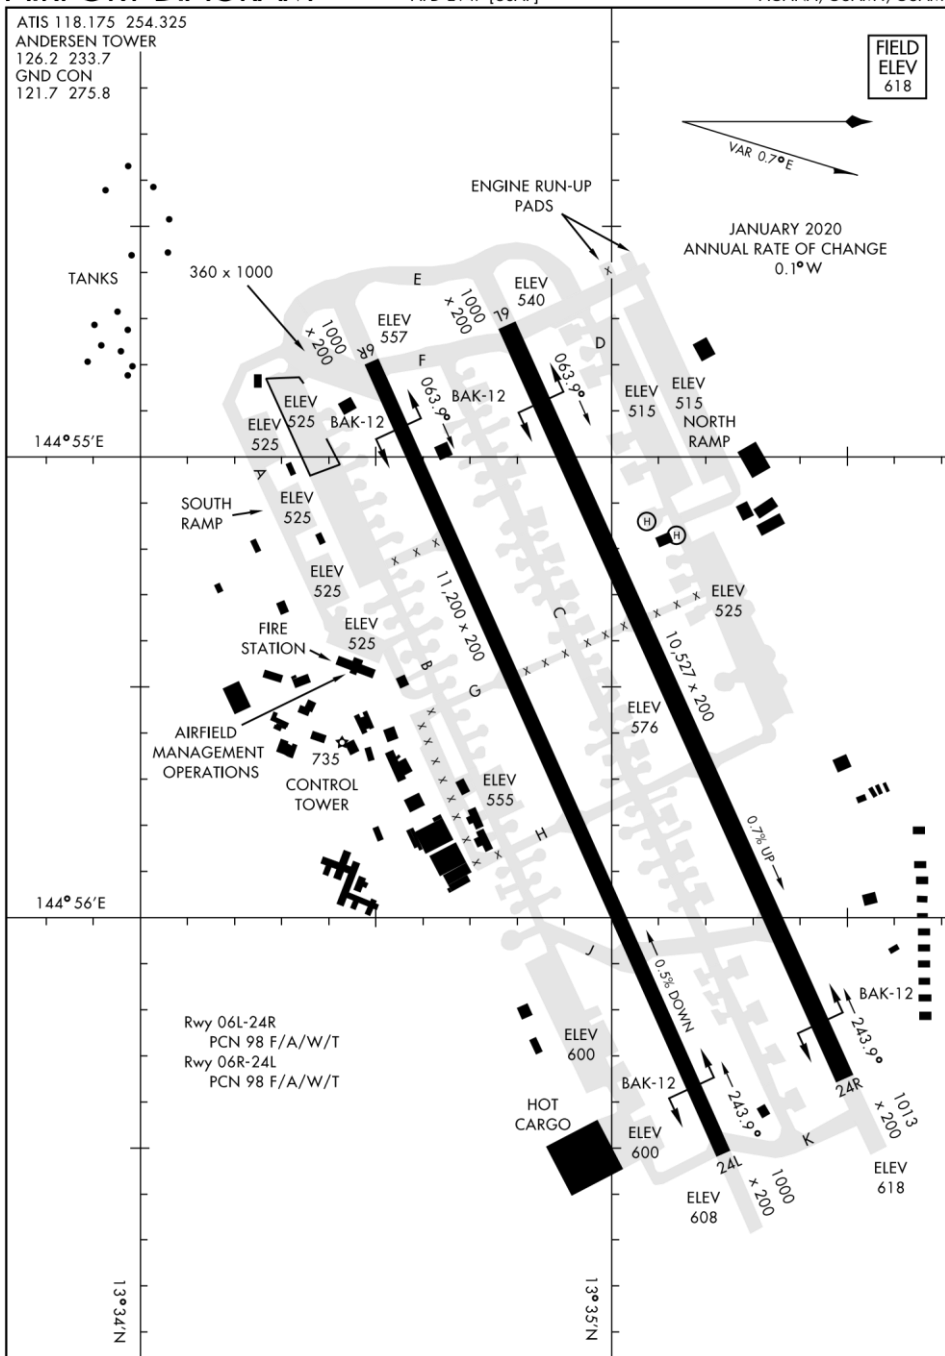 ATIS 118.175 254.325
ANDERSEN TOWER
126.2 233.7
GND CON
121.7 275.8
FIELD
ELEV
618
VAR 0.7°E
JANUARY 2020
ANNUAL RATE OF CHANGE
0.1°W
ENGINE RUN-UP
PADS
TANKS
360 x 1000
E
ELEV
540
1000
x 200
ELEV
557
1000
x 200
6R
6L
F
D
063.9°
BAK-12
063.9°
BAK-12
ELEV
515
ELEV
515
NORTH
RAMP
ELEV
525
ELEV
525
144°55'E
A
SOUTH
RAMP
ELEV
525
H
H
ELEV
525
11,200 x 200
C
ELEV
525
FIRE
STATION
ELEV
525
B
G
10,527 x 200
ELEV
576
AIRFIELD
MANAGEMENT
OPERATIONS
735
CONTROL
TOWER
ELEV
555
H
0.7% UP
144°56'E
J
0.5% DOWN
BAK-12
243.9°
Rwy 06L-24R
PCN 98 F/A/W/T
Rwy 06R-24L
PCN 98 F/A/W/T
ELEV
600
BAK-12
243.9°
24R
1013
x 200
HOT
CARGO
ELEV
600
K
24L
1000
x 200
ELEV
618
ELEV
608
13°34'N
13°35'N